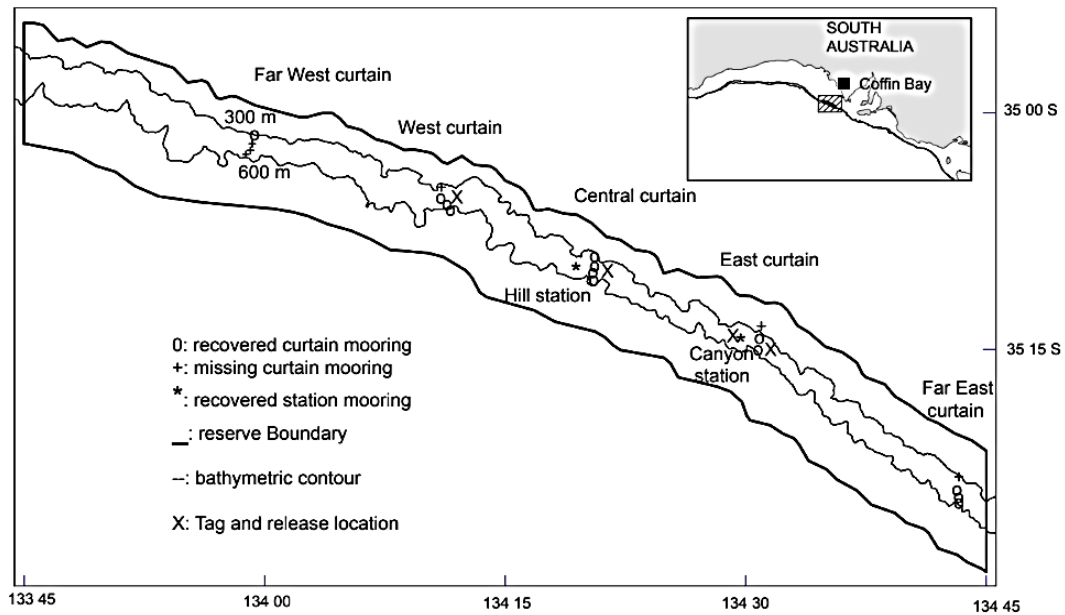 SOUTH
AUSTRALIA
Coffin Bay
35 00 S
Far West curtain
300 m
West curtain
600 m
Central curtain
East curtain
Hill station
Canyon
station
35 15 S
Far East
curtain
0: recovered curtain mooring
+: missing curtain mooring
*: recovered station mooring
_: reserve Boundary
--: bathymetric contour
X: Tag and release location
133 45
134 00
134 15
134 30
134 45